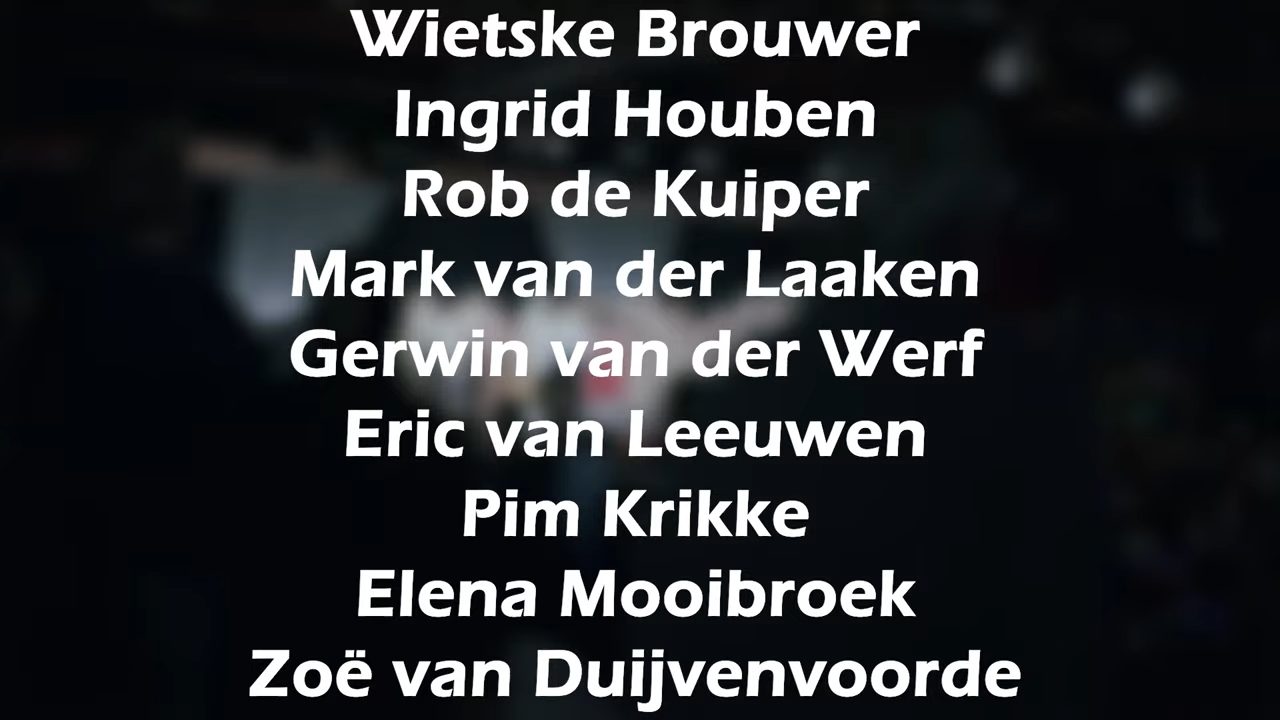 Wietske Brouwer
Ingrid Houben
Rob de Kuiper
Mark van der Laaken
Gerwin van der Werf
Eric van Leeuwen
Pim Krikke
Elena Mooibroek
Zoë van Duijvenvoorde